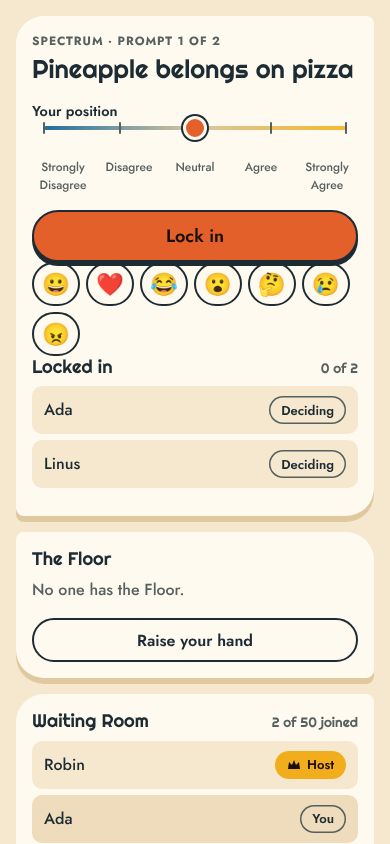 SPECTRUM · PROMPT 1 OF 2
Pineapple belongs on pizza
Your position
Strongly Disagree
Disagree
Neutral
Agree
Strongly Agree
Lock in
😀 ❤️ 😂 😮 🤔 😢
😠
Locked in 0 of 2
Ada Deciding
Linus Deciding
The Floor
No one has the Floor.
Raise your hand
Waiting Room 2 of 50 joined
Robin Host
Ada You